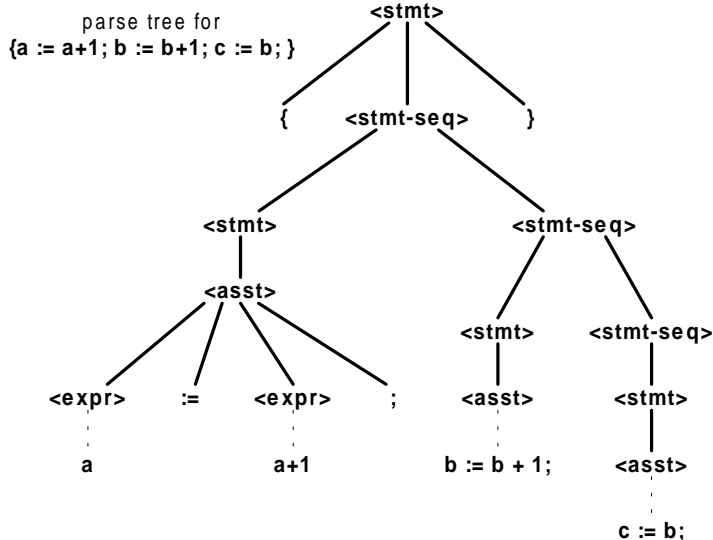 parse tree for
{a := a+1; b := b+1; c := b; }
<stmt>
{ <stmt-seq> }
<stmt> <stmt-seq>
<asst>
<stmt> <stmt-seq>
<expr> := <expr> ; <asst> <stmt>
a a+1 b := b + 1; <asst>
c := b;